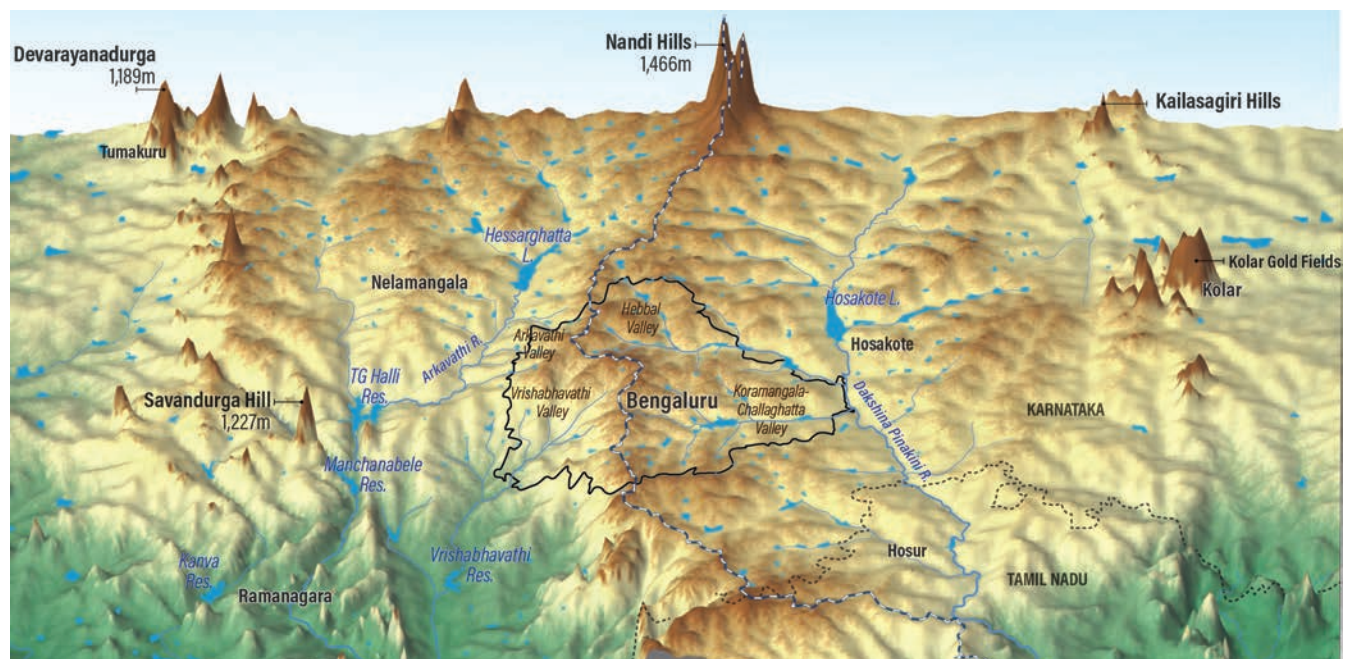 Devarayanadurga
1,189m
Tumakuru
Nandi Hills
1,466m
Kailasagiri Hills
Hessarghatta
L.
Nelamangala
Kolar Gold Fields
Kolar
Hebbal
Valley
Hosakote L.
Hosakote
Arkavathi
Valley
Arkavathi R.
TG Halli
Res.
Vrishabhavathi
Valley
Bengaluru
Koramangala-
Challaghatta
Valley
Dakshina Pinakini R.
KARNATAKA
Savandurga Hill
1,227m
Manchanabele
Res.
Kanva
Res.
Ramanagara
Vrishabhavathi
Res.
Hosur
TAMIL NADU